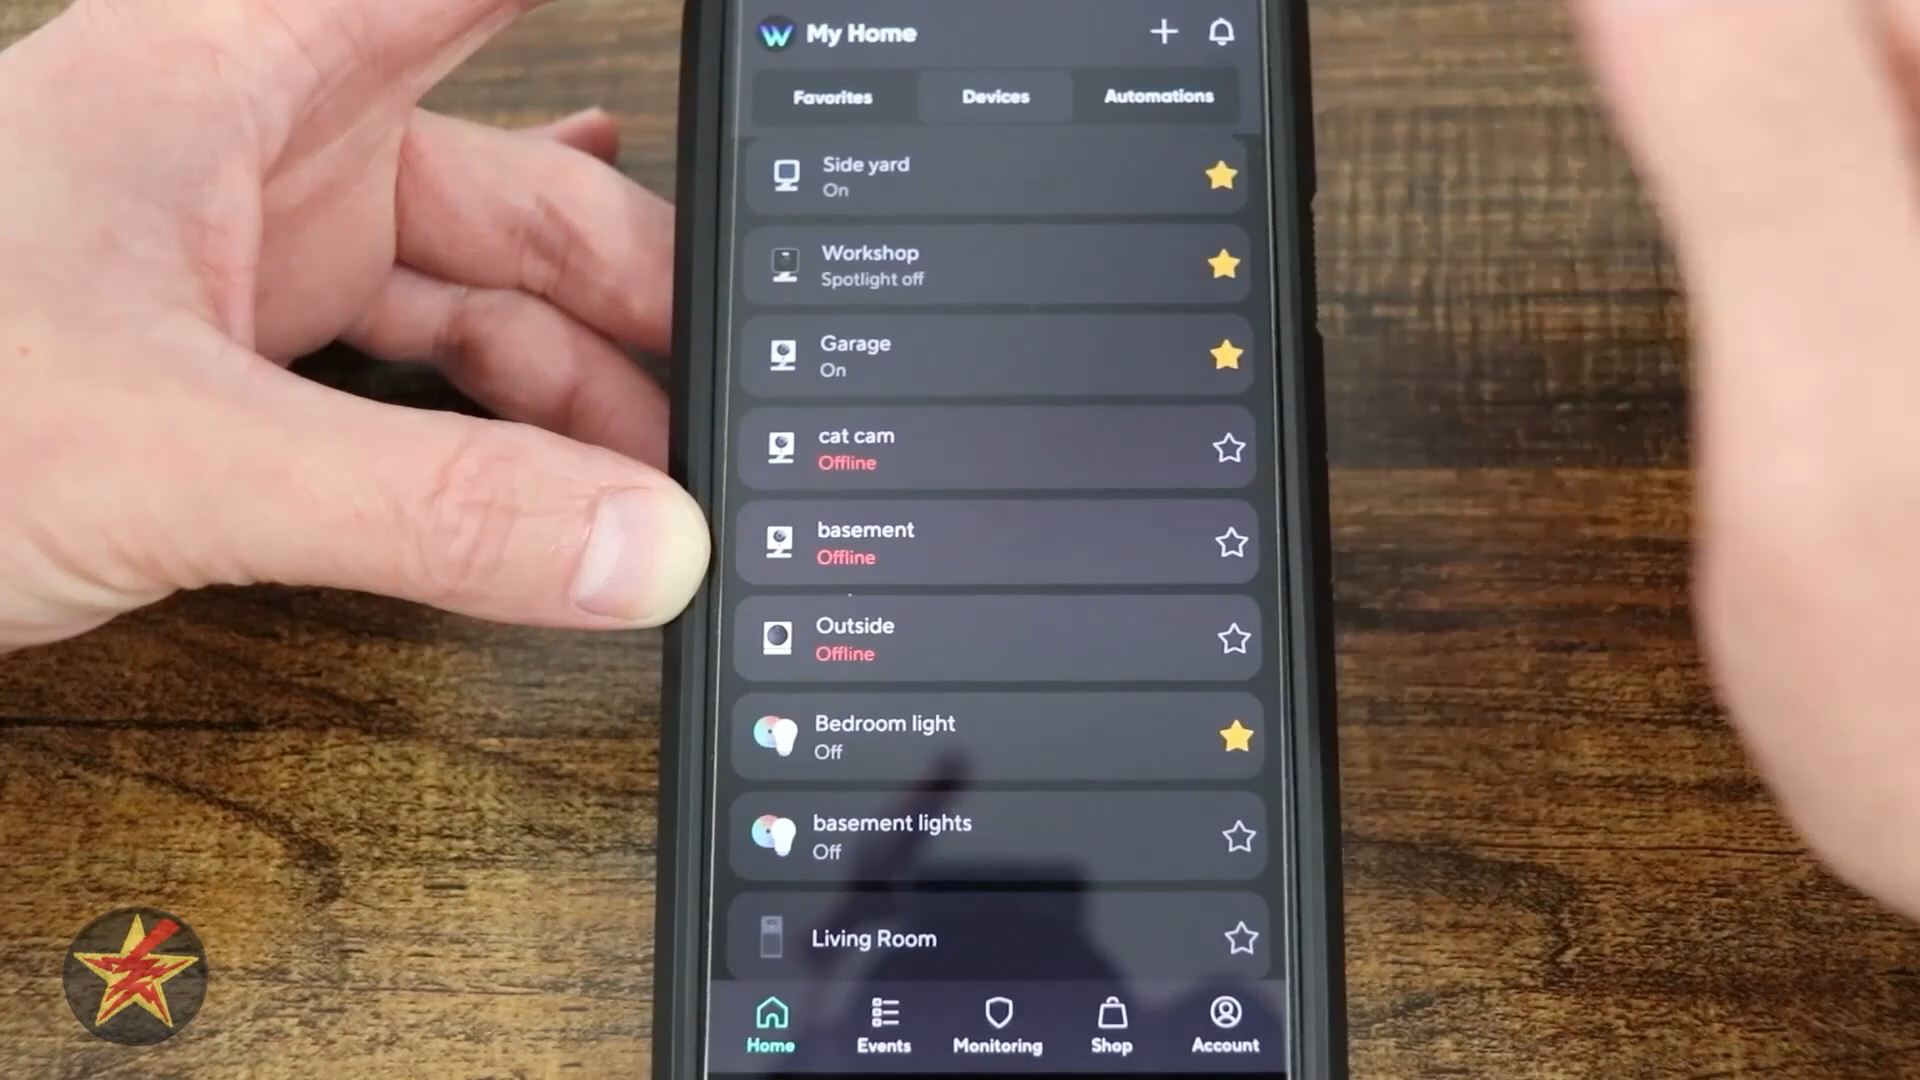 W My Home
Favorites Devices Automations
Side yard
On
Workshop
Spotlight off
Garage
On
cat cam
Offline
basement
Offline
Outside
Offline
Bedroom light
Off
basement lights
Off
Living Room
Home Events Monitoring Shop Account